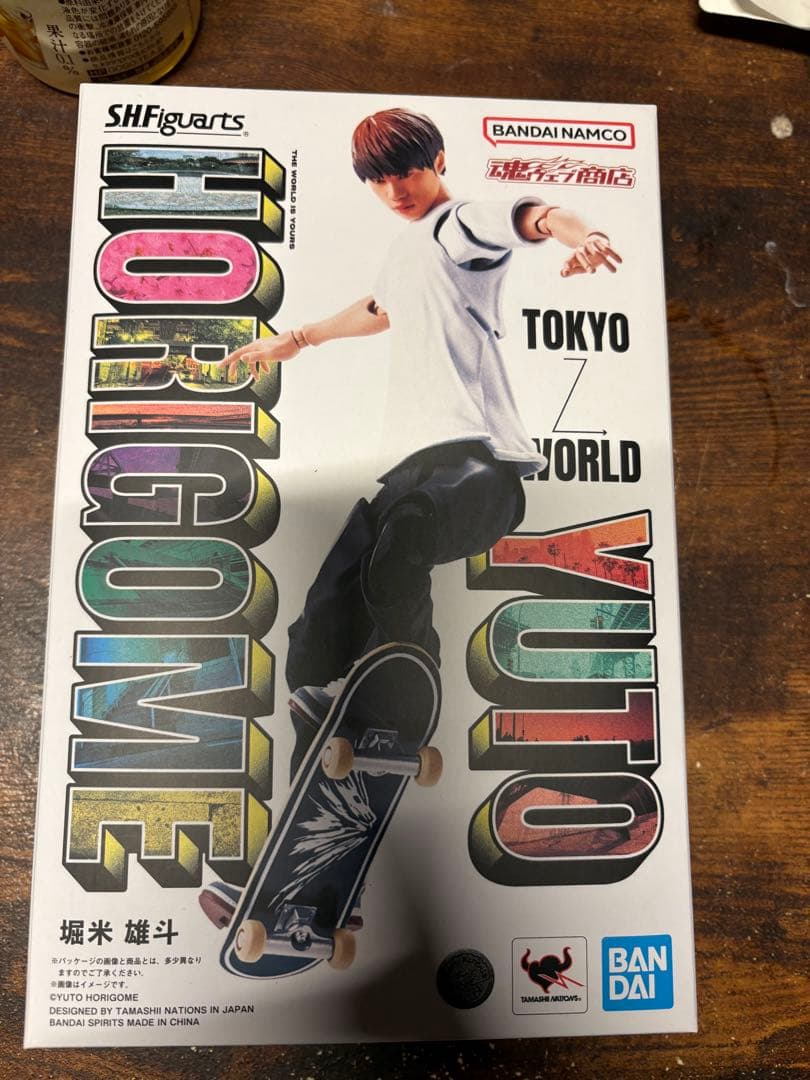 果汁0.1%
S.H.Figuarts
BANDAI NAMCO
魂ウェブ商店
THE WORLD IS YOURS
HORIGOME
TOKYO
WORLD
YUTO
堀米 雄斗
※パッケージの画像と商品とは、多少異なり
ますのでご了承ください。
※画像はイメージです。
©YUTO HORIGOME
DESIGNED BY TAMASHII NATIONS IN JAPAN
BANDAI SPIRITS MADE IN CHINA
TAMASHII NATIONS
BAN
DAI